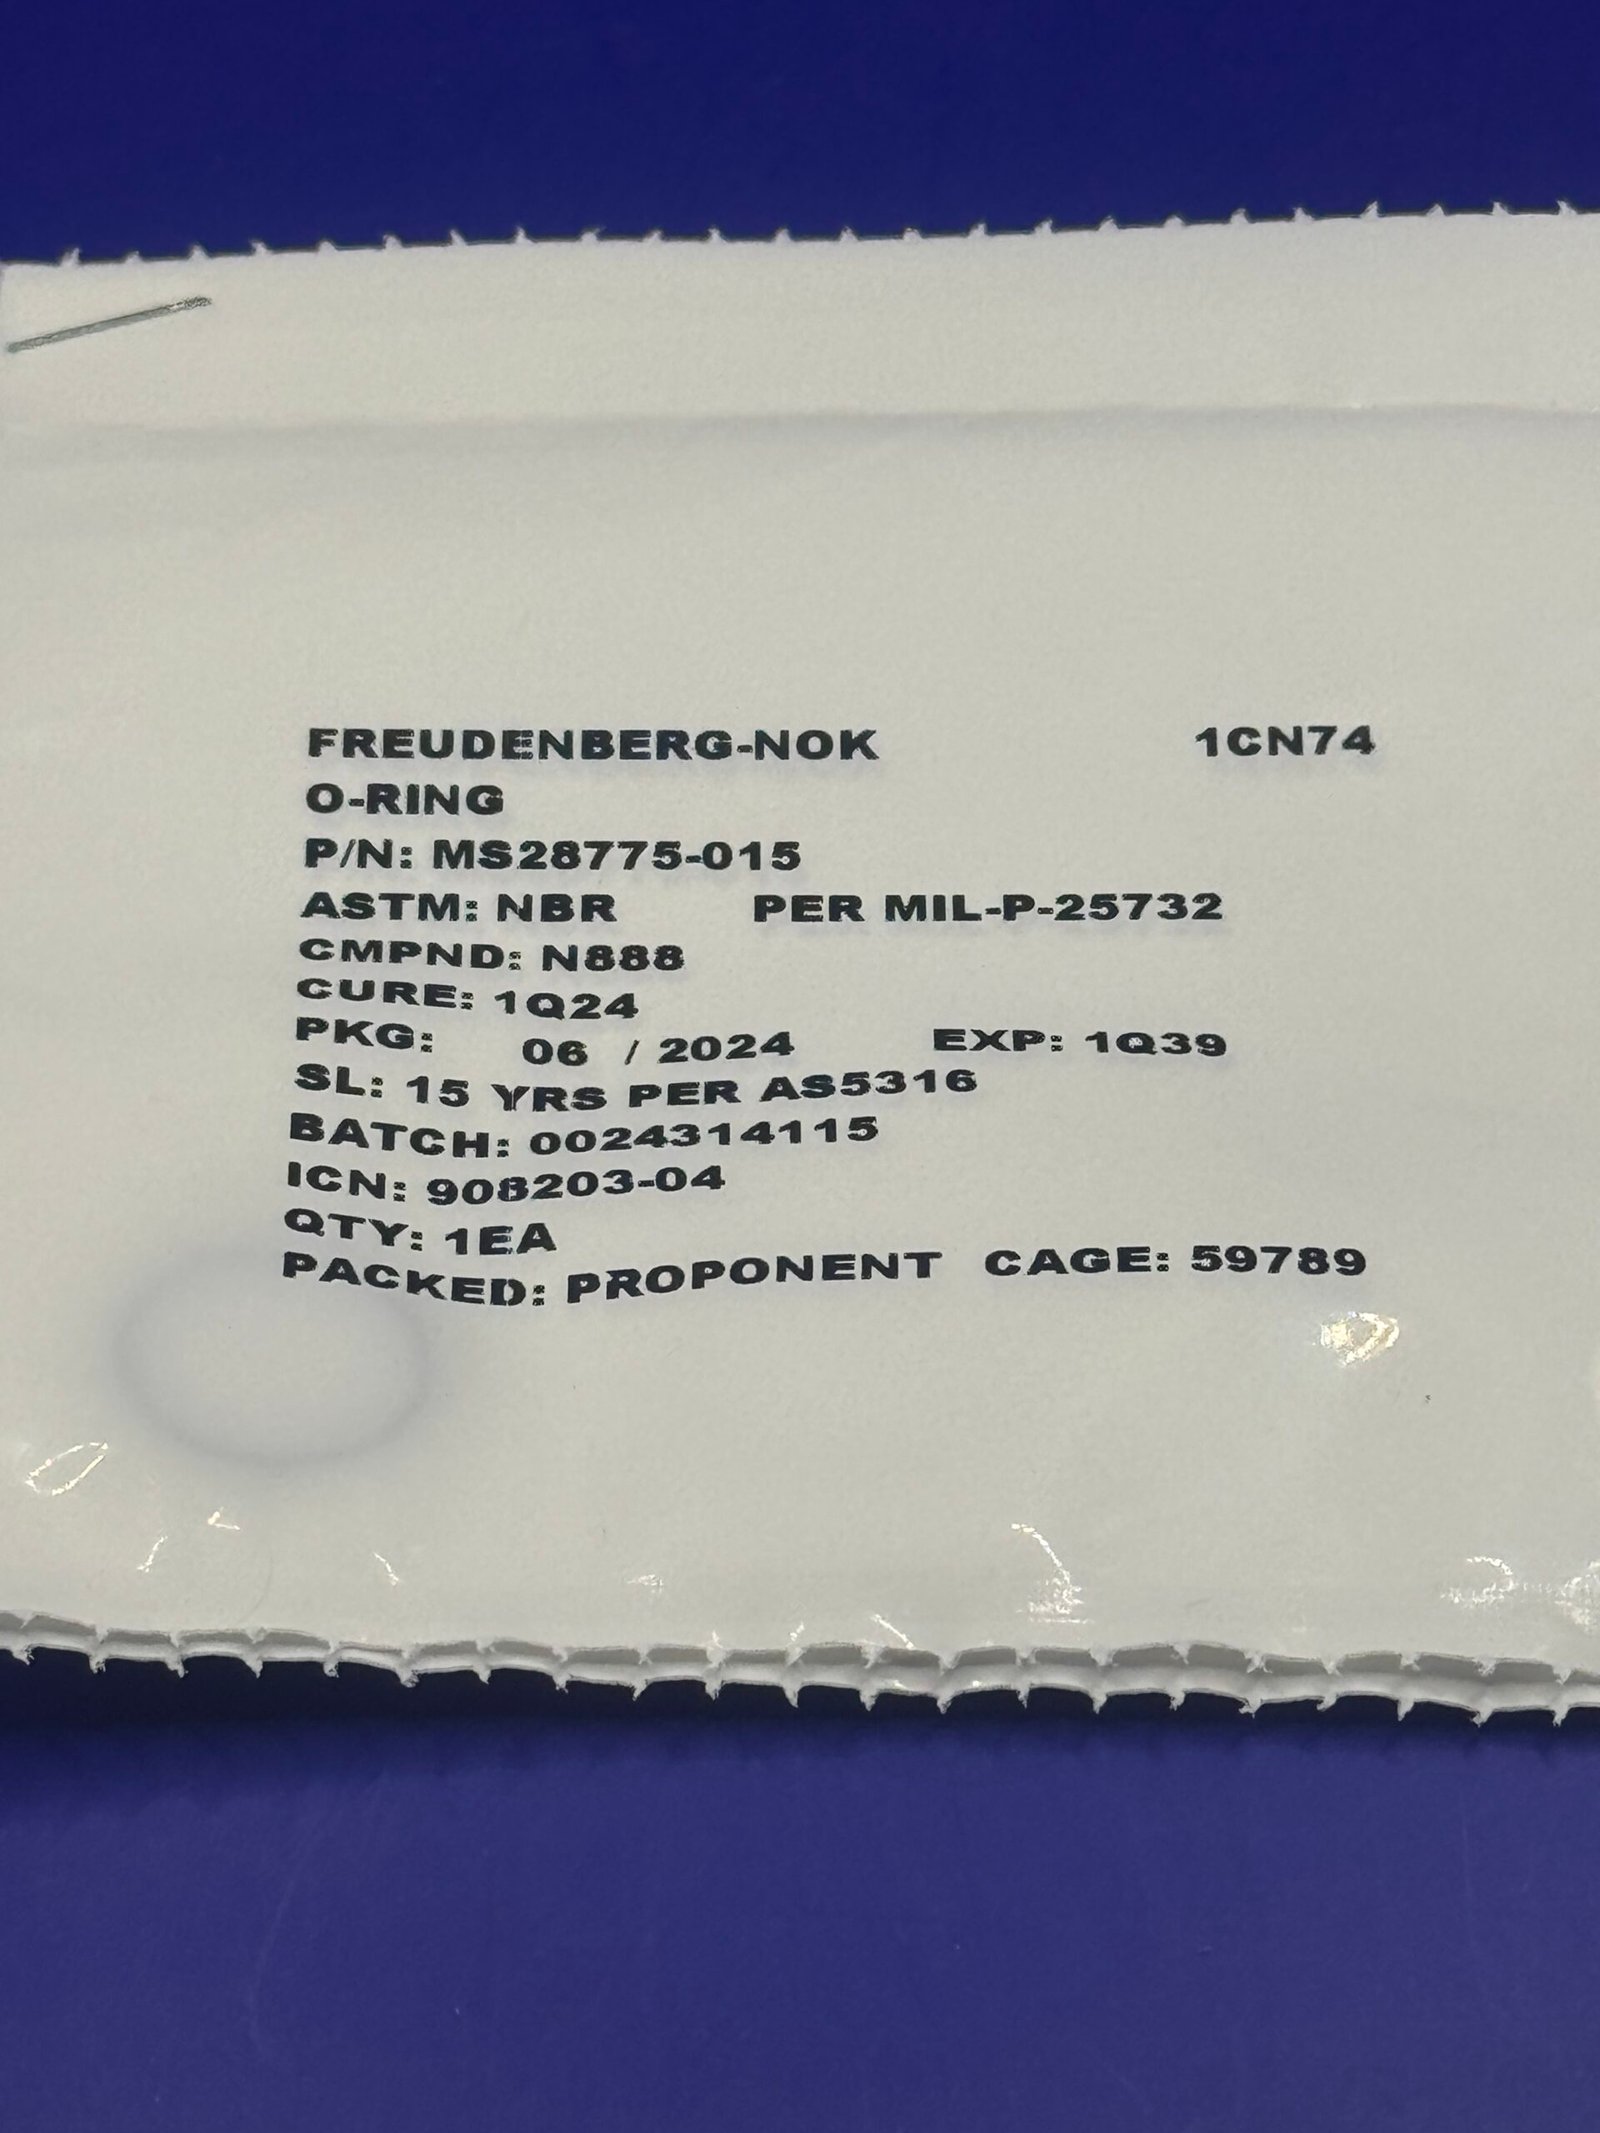 FREUDENBERG-NOK 1CN74
O-RING
P/N: MS28775-015
ASTM: NBR PER MIL-P-25732
CMPND: N888
CURE: 1Q24
PKG: 06 / 2024 EXP: 1Q39
SL: 15 YRS PER AS5316
BATCH: 0024314115
ICN: 908203-04
QTY: 1EA
PACKED: PROPONENT CAGE: 59789